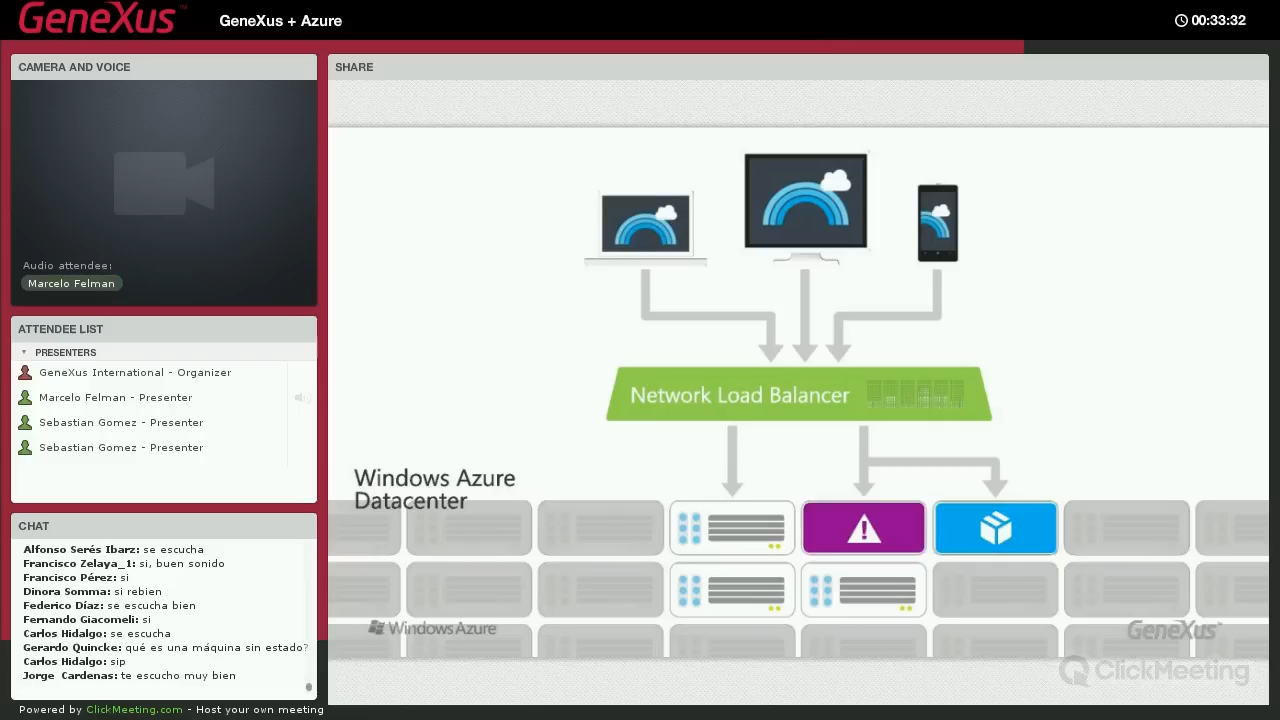 GeneXus™
GeneXus + Azure
00:33:32
CAMERA AND VOICE
Audio attendee:
Marcelo Felman
ATTENDEE LIST
PRESENTERS
GeneXus International - Organizer
Marcelo Felman - Presenter
Sebastian Gomez - Presenter
Sebastian Gomez - Presenter
CHAT
Alfonso Serés Ibarz: se escucha
Francisco Zelaya_1: si, buen sonido
Francisco Pérez: si
Dinora Somma: si rebien
Federico Díaz: se escucha bien
Fernando Giacomeli: si
Carlos Hidalgo: se escucha
Gerardo Quincke: qué es una máquina sin estado?
Carlos Hidalgo: sip
Jorge Cardenas: te escucho muy bien
Powered by ClickMeeting.com - Host your own meeting
SHARE
Network Load Balancer
Windows Azure
Datacenter
Windows Azure
GeneXus™
ClickMeeting